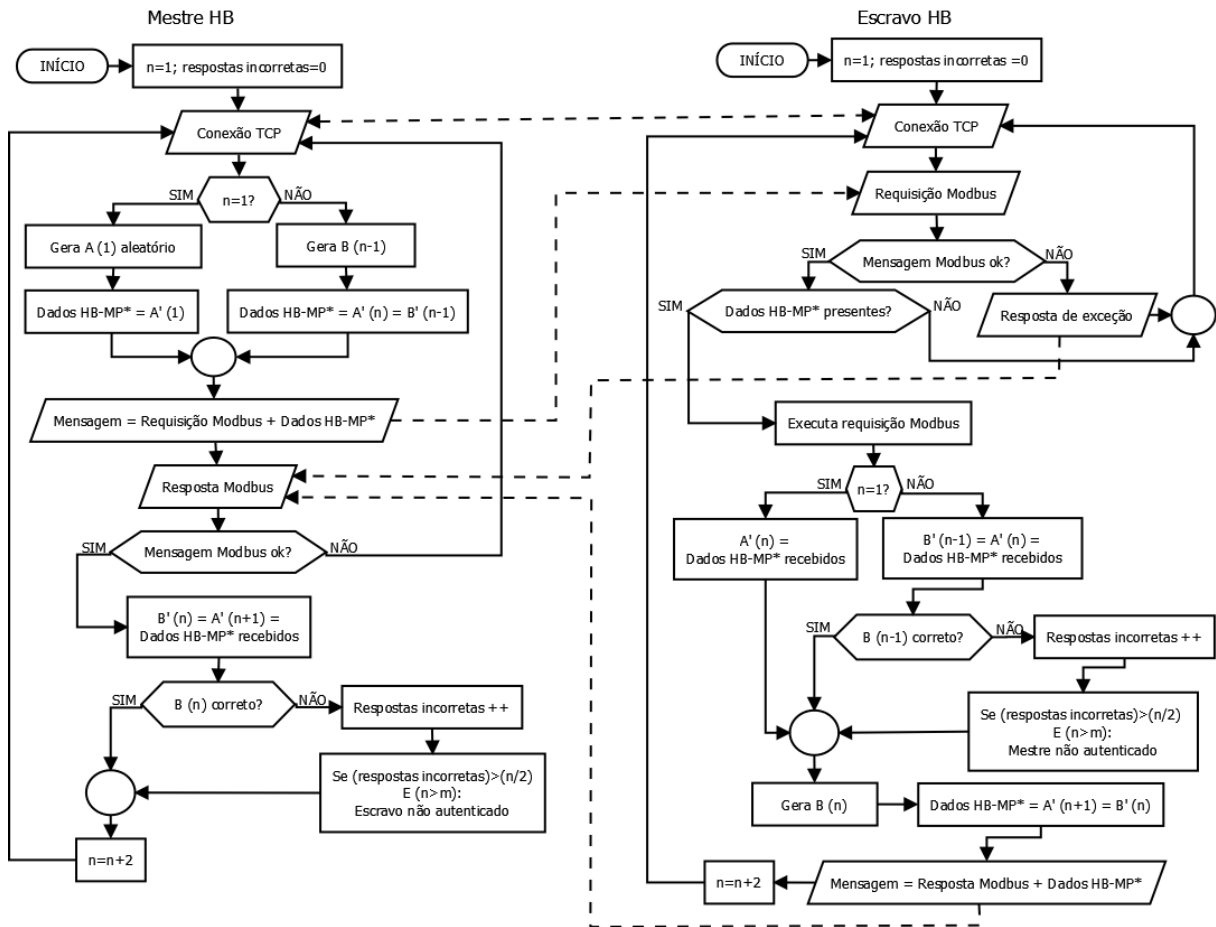 Mestre HB
INÍCIO
n=1; respostas incorretas=0
Conexão TCP
SIM
n=1?
NÃO
Gera A (1) aleatório
Gera B (n-1)
Dados HB-MP* = A' (1)
Dados HB-MP* = A' (n) = B' (n-1)
Mensagem = Requisição Modbus + Dados HB-MP*
Resposta Modbus
SIM
Mensagem Modbus ok?
NÃO
B' (n) = A' (n+1) =
Dados HB-MP* recebidos
SIM
B (n) correto?
NÃO
Respostas incorretas ++
Se (respostas incorretas)>(n/2)
E (n>m):
Escravo não autenticado
n=n+2
Escravo HB
INÍCIO
n=1; respostas incorretas =0
Conexão TCP
Requisição Modbus
SIM
Mensagem Modbus ok?
NÃO
SIM
Dados HB-MP* presentes?
NÃO
Resposta de exceção
Executa requisição Modbus
SIM
n=1?
NÃO
A' (n) =
Dados HB-MP* recebidos
B' (n-1) = A' (n) =
Dados HB-MP* recebidos
SIM
B (n-1) correto?
NÃO
Respostas incorretas ++
Se (respostas incorretas)>(n/2)
E (n>m):
Mestre não autenticado
Gera B (n)
Dados HB-MP* = A' (n+1) = B' (n)
n=n+2
Mensagem = Resposta Modbus + Dados HB-MP*